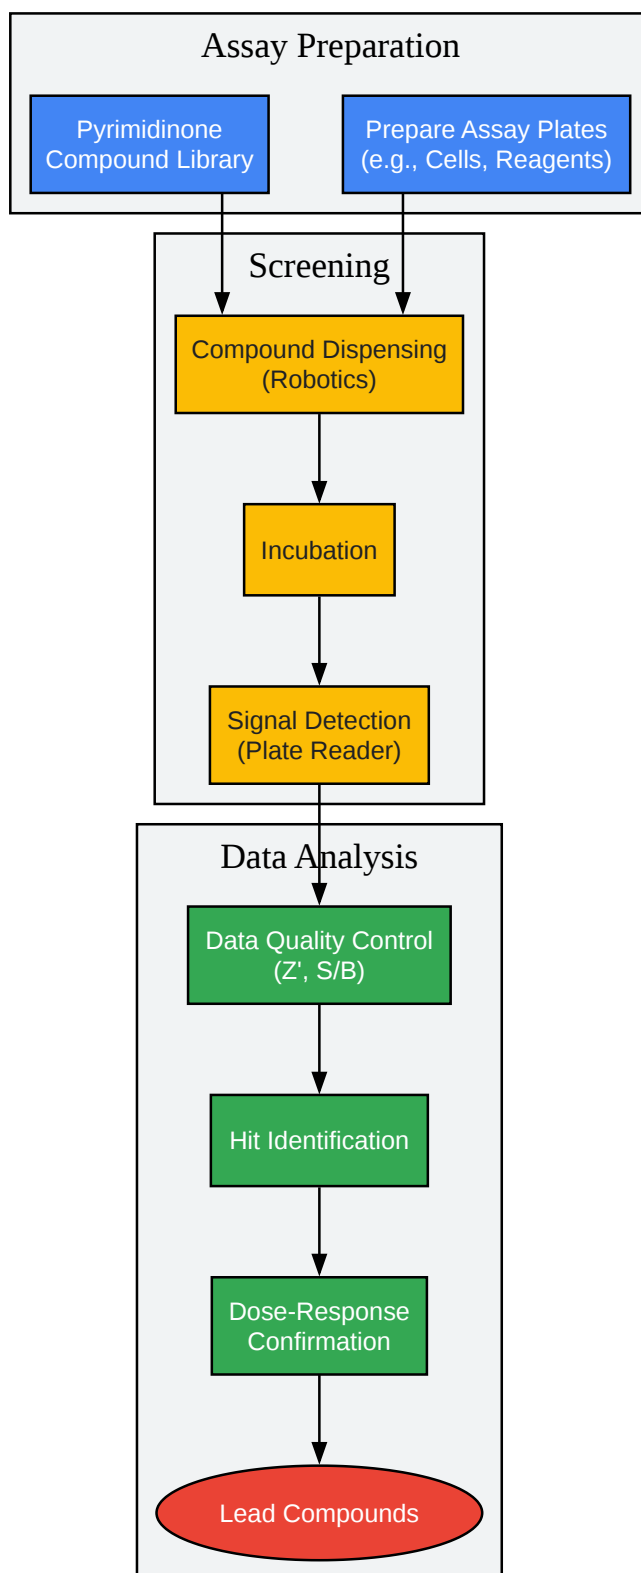 Assay Preparation
Pyrimidinone
Compound Library
Prepare Assay Plates
(e.g., Cells, Reagents)
Screening
Compound Dispensing
(Robotics)
Incubation
Signal Detection
(Plate Reader)
Data Analysis
Data Quality Control
(Z', S/B)
Hit Identification
Dose-Response
Confirmation
Lead Compounds